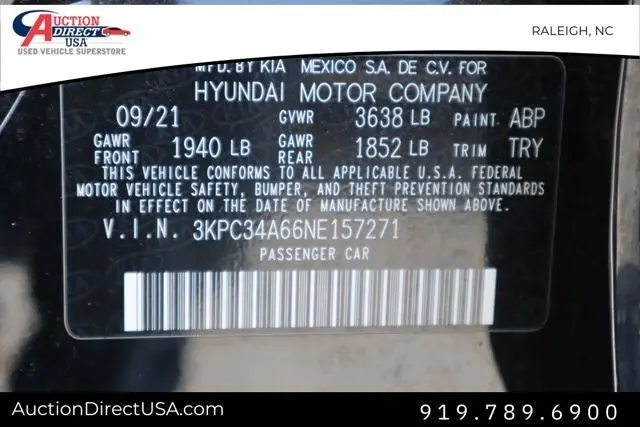 AUCTION
DIRECT
USA
USED VEHICLE SUPERSTORE
RALEIGH, NC
MFD. BY KIA MEXICO S.A. DE C.V. FOR
HYUNDAI MOTOR COMPANY
09/21 GVWR 3638 LB PAINT ABP
GAWR FRONT 1940 LB GAWR REAR 1852 LB TRIM TRY
THIS VEHICLE CONFORMS TO ALL APPLICABLE U.S.A. FEDERAL
MOTOR VEHICLE SAFETY, BUMPER, AND THEFT PREVENTION STANDARDS
IN EFFECT ON THE DATE OF MANUFACTURE SHOWN ABOVE.
V.I.N. 3KPC34A66NE157271
PASSENGER CAR
AuctionDirectUSA.com
919.789.6900